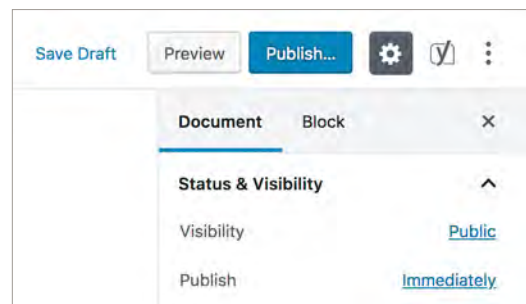 Save Draft Preview Publish...
Document Block
Status & Visibility
Visibility Public
Publish Immediately